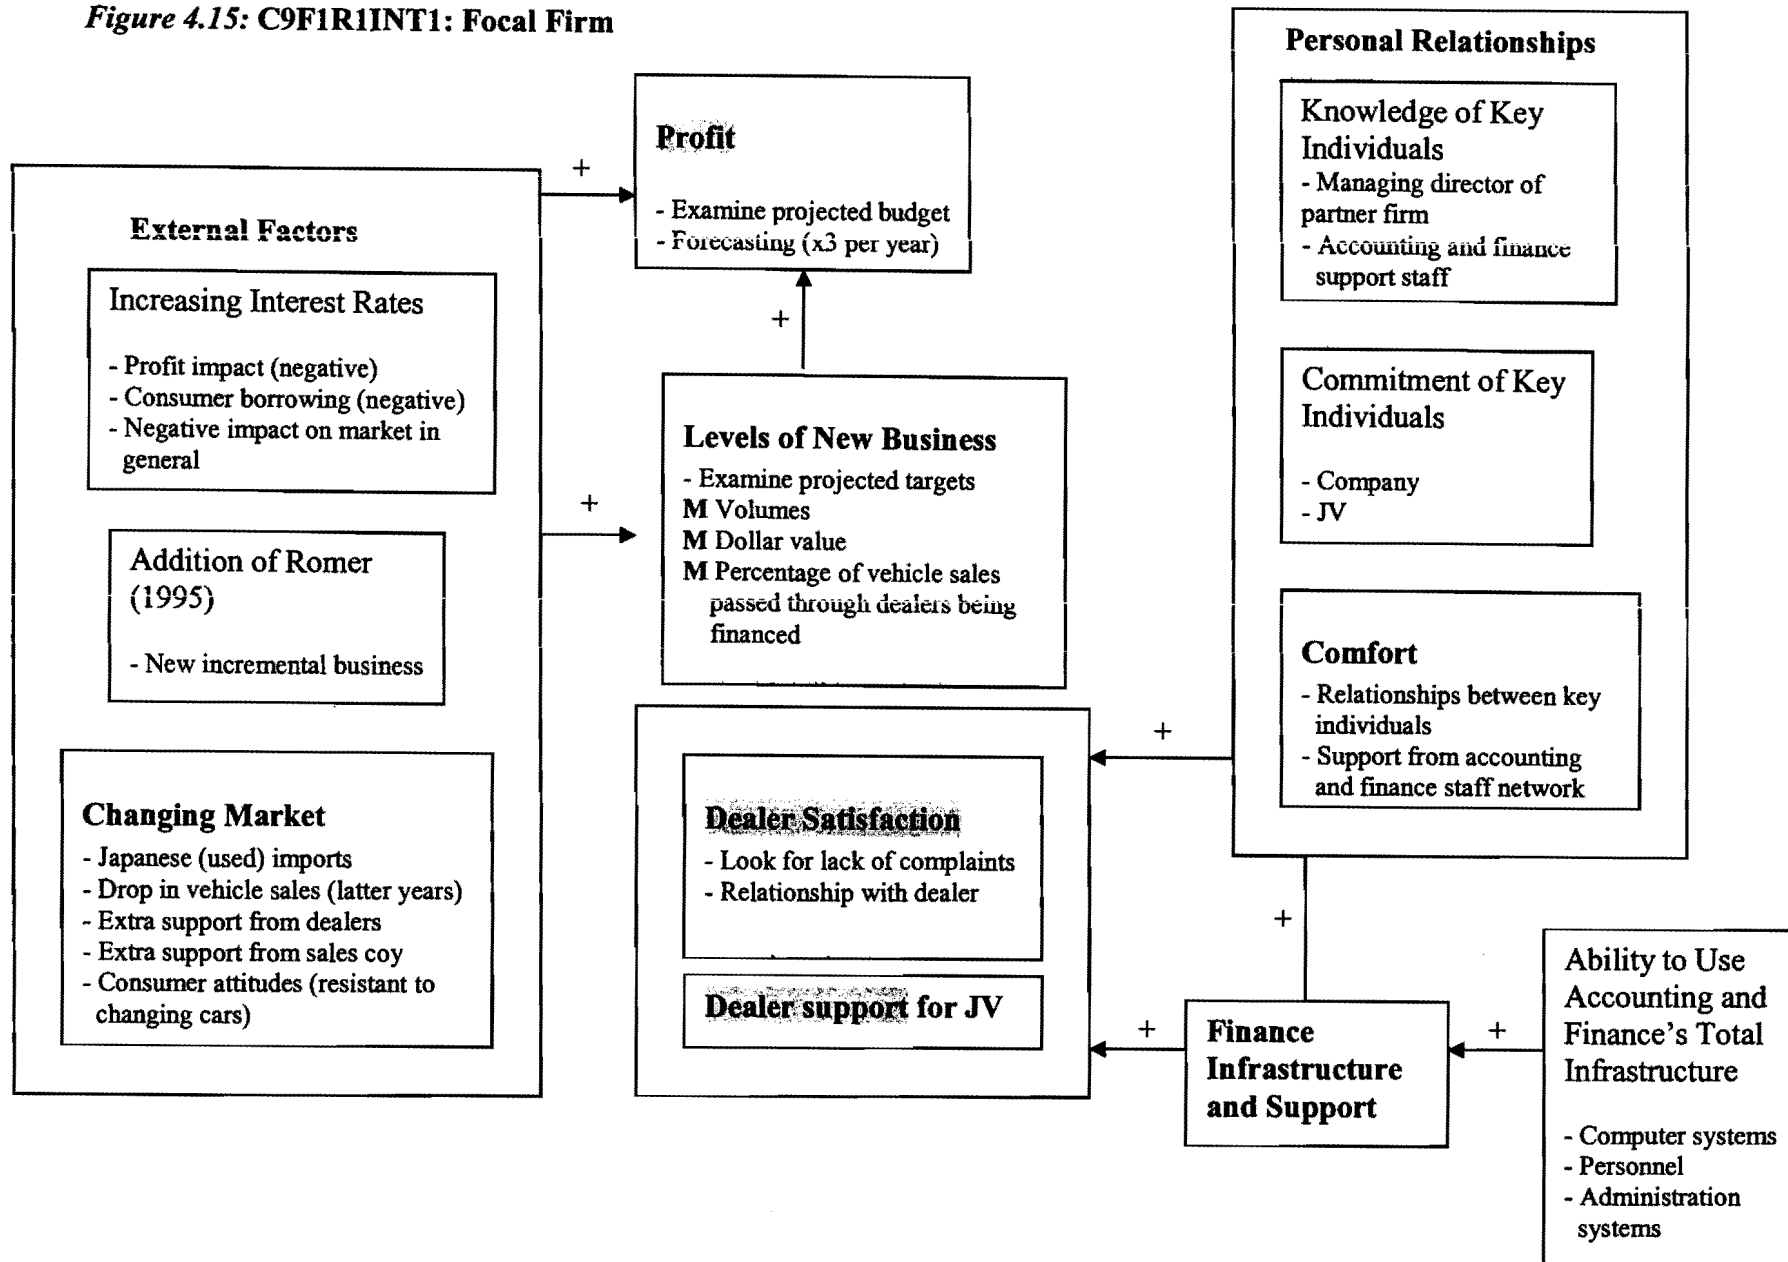 Figure 4.15: C9F1R1INT1: Focal Firm
External Factors
Increasing Interest Rates
- Profit impact (negative)
- Consumer borrowing (negative)
- Negative impact on market in
general
Addition of Romer
(1995)
- New incremental business
Changing Market
- Japanese (used) imports
- Drop in vehicle sales (latter years)
- Extra support from dealers
- Extra support from sales coy
- Consumer attitudes (resistant to
changing cars)
+
+
Profit
- Examine projected budget
- Forecasting (x3 per year)
+
Levels of New Business
- Examine projected targets
M Volumes
M Dollar value
M Percentage of vehicle sales
passed through dealers being
financed
Dealer Satisfaction
- Look for lack of complaints
- Relationship with dealer
Dealer support for JV
+
+
Personal Relationships
Knowledge of Key
Individuals
- Managing director of
partner firm
- Accounting and finance
support staff
Commitment of Key
Individuals
- Company
- JV
Comfort
- Relationships between key
individuals
- Support from accounting
and finance staff network
+
Finance
Infrastructure
and Support
+
Ability to Use
Accounting and
Finance's Total
Infrastructure
- Computer systems
- Personnel
- Administration
systems